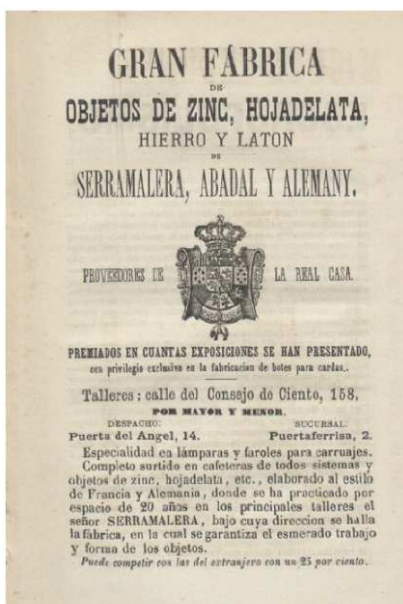 GRAN FÁBRICA
DE
OBJETOS DE ZINC, HOJADELATA,
HIERRO Y LATON
DE
SERRAMALERA, ABADAL Y ALEMANY.
PROVEEDORES DE LA REAL CASA.
PREMIADOS EN CUANTAS EXPOSICIONES SE HAN PRESENTADO,
con privilegio exclusivo en la fabricacion de botes para cardas.
Talleres: calle del Consejo de Ciento, 158.
POR MAYOR Y MENOR.
DESPACHO: SUCURSAL:
Puerta del Angel, 14. Puertaferrisa, 2.
Especialidad en lámparas y faroles para carruajes.
Completo surtido en cafeteras de todos sistemas y
objetos de zinc, hojadelata, etc., elaborado al estilo
de Francia y Alemania, donde se ha practicado por
espacio de 20 años en los principales talleres el
señor SERRAMALERA, bajo cuya direccion se halla
la fábrica, en la cual se garantiza el esmerado trabajo
y forma de los objetos.
Puede competir con las del extranjero con un 25 por ciento.